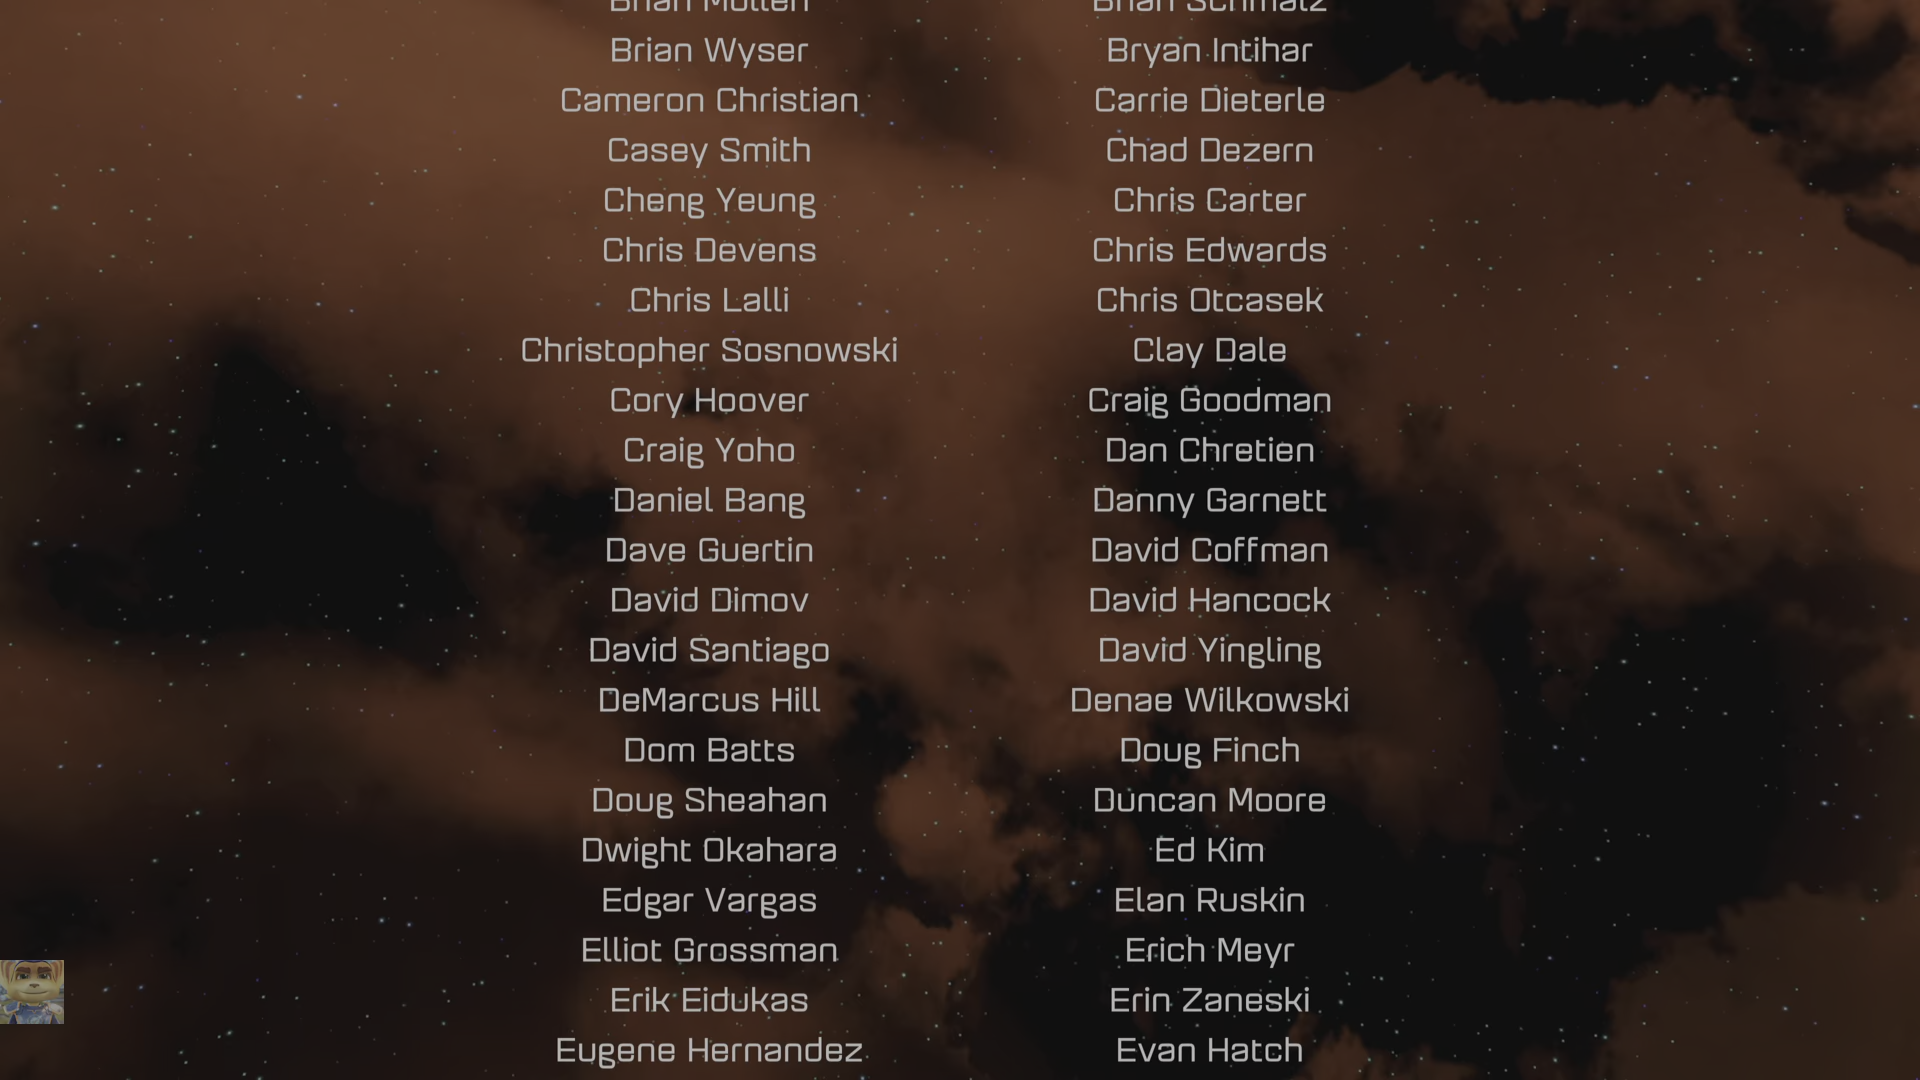 Brian Mullen Brian Schmalz
Brian Wyser Bryan Intihar
Cameron Christian Carrie Dieterle
Casey Smith Chad Dezern
Cheng Yeung Chris Carter
Chris Devens Chris Edwards
Chris Lalli Chris Otcasek
Christopher Sosnowski Clay Dale
Cory Hoover Craig Goodman
Craig Yoho Dan Chretien
Daniel Bang Danny Garnett
Dave Guertin David Coffman
David Dimov David Hancock
David Santiago David Yingling
DeMarcus Hill Denae Wilkowski
Dom Batts Doug Finch
Doug Sheahan Duncan Moore
Dwight Okahara Ed Kim
Edgar Vargas Elan Ruskin
Elliot Grossman Erich Meyr
Erik Eidukas Erin Zaneski
Eugene Hernandez Evan Hatch